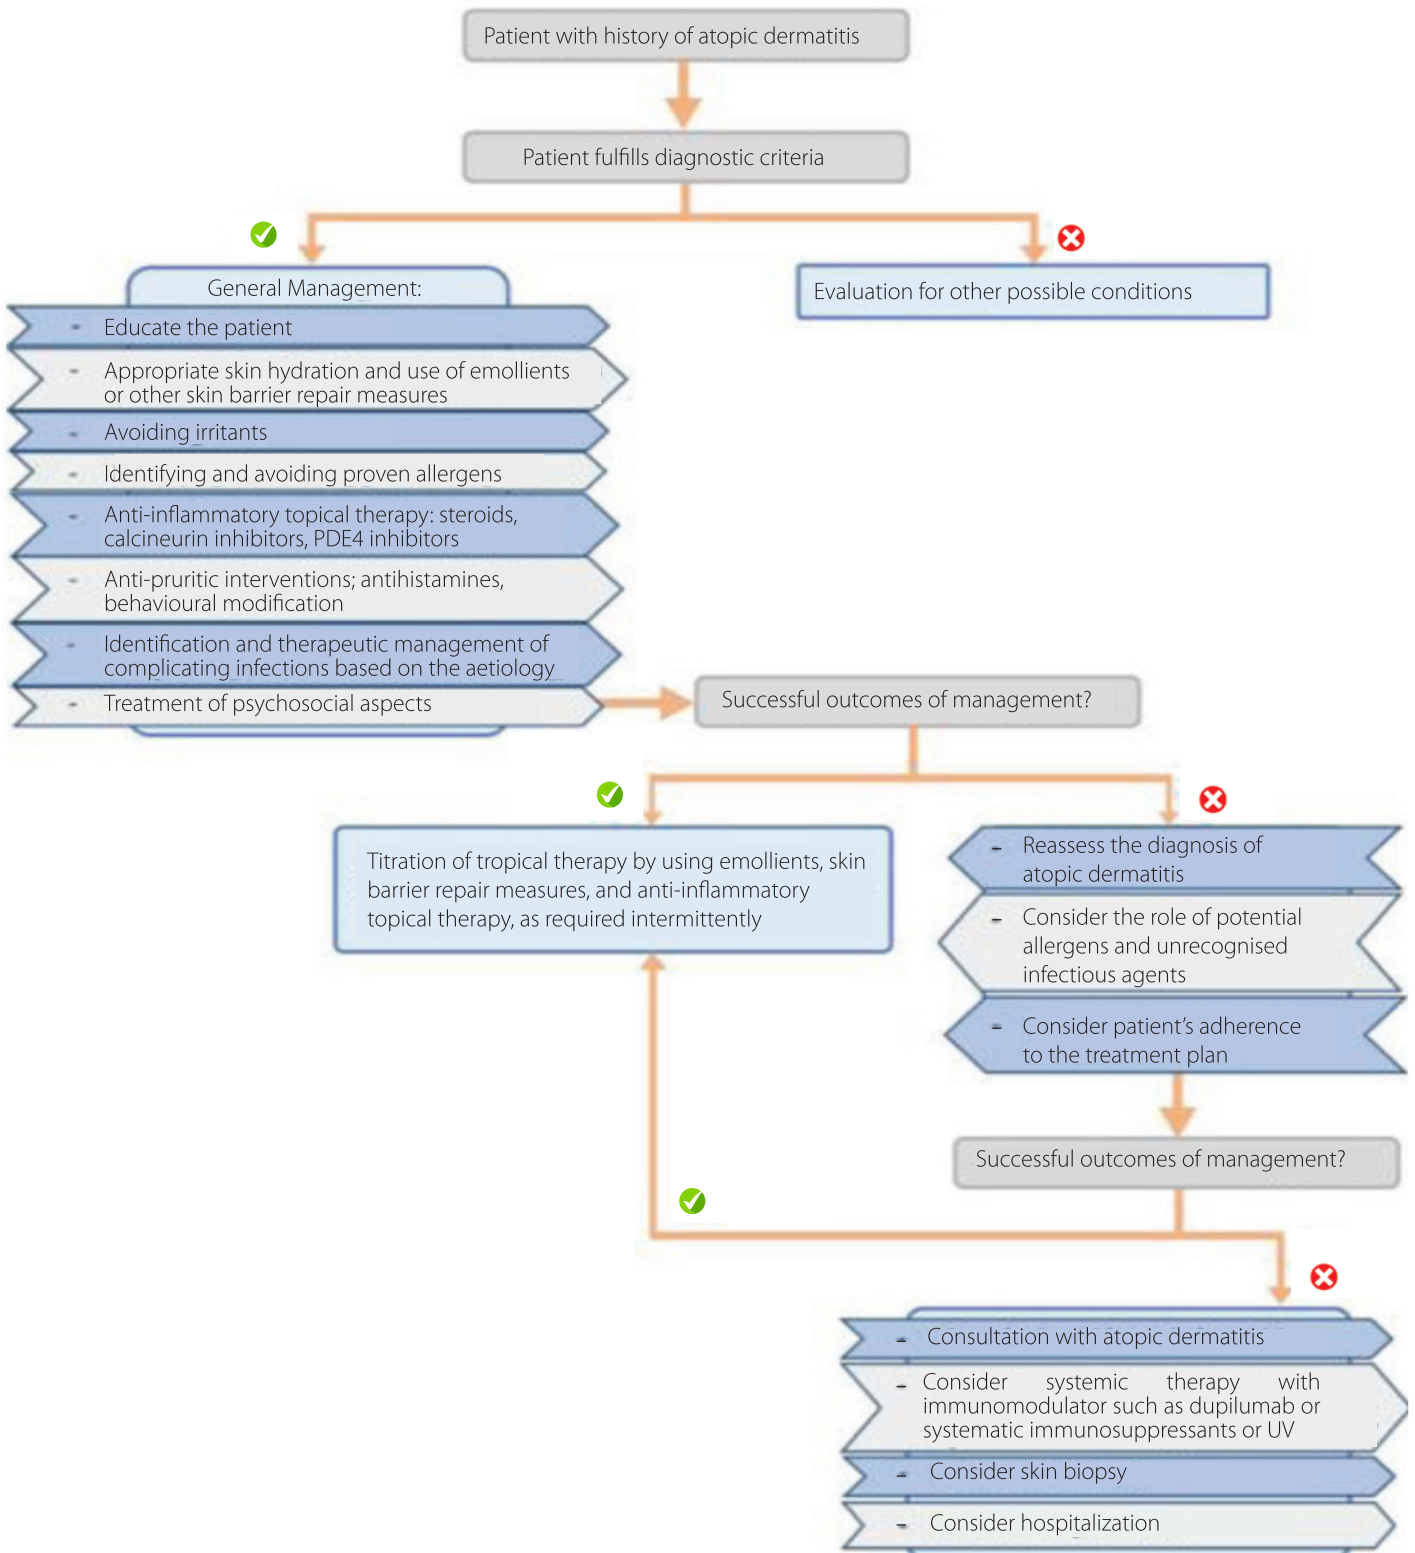 Patient with history of atopic dermatitis
Patient fulfills diagnostic criteria
General Management:
- Educate the patient
- Appropriate skin hydration and use of emollients
or other skin barrier repair measures
- Avoiding irritants
- Identifying and avoiding proven allergens
- Anti-inflammatory topical therapy: steroids,
calcineurin inhibitors, PDE4 inhibitors
- Anti-pruritic interventions; antihistamines,
behavioural modification
- Identification and therapeutic management of
complicating infections based on the aetiology
- Treatment of psychosocial aspects
Evaluation for other possible conditions
Successful outcomes of management?
Titration of tropical therapy by using emollients, skin
barrier repair measures, and anti-inflammatory
topical therapy, as required intermittently
- Reassess the diagnosis of
atopic dermatitis
- Consider the role of potential
allergens and unrecognised
infectious agents
- Consider patient's adherence
to the treatment plan
Successful outcomes of management?
- Consultation with atopic dermatitis
- Consider systemic therapy with
immunomodulator such as dupilumab or
systematic immunosuppressants or UV
- Consider skin biopsy
- Consider hospitalization